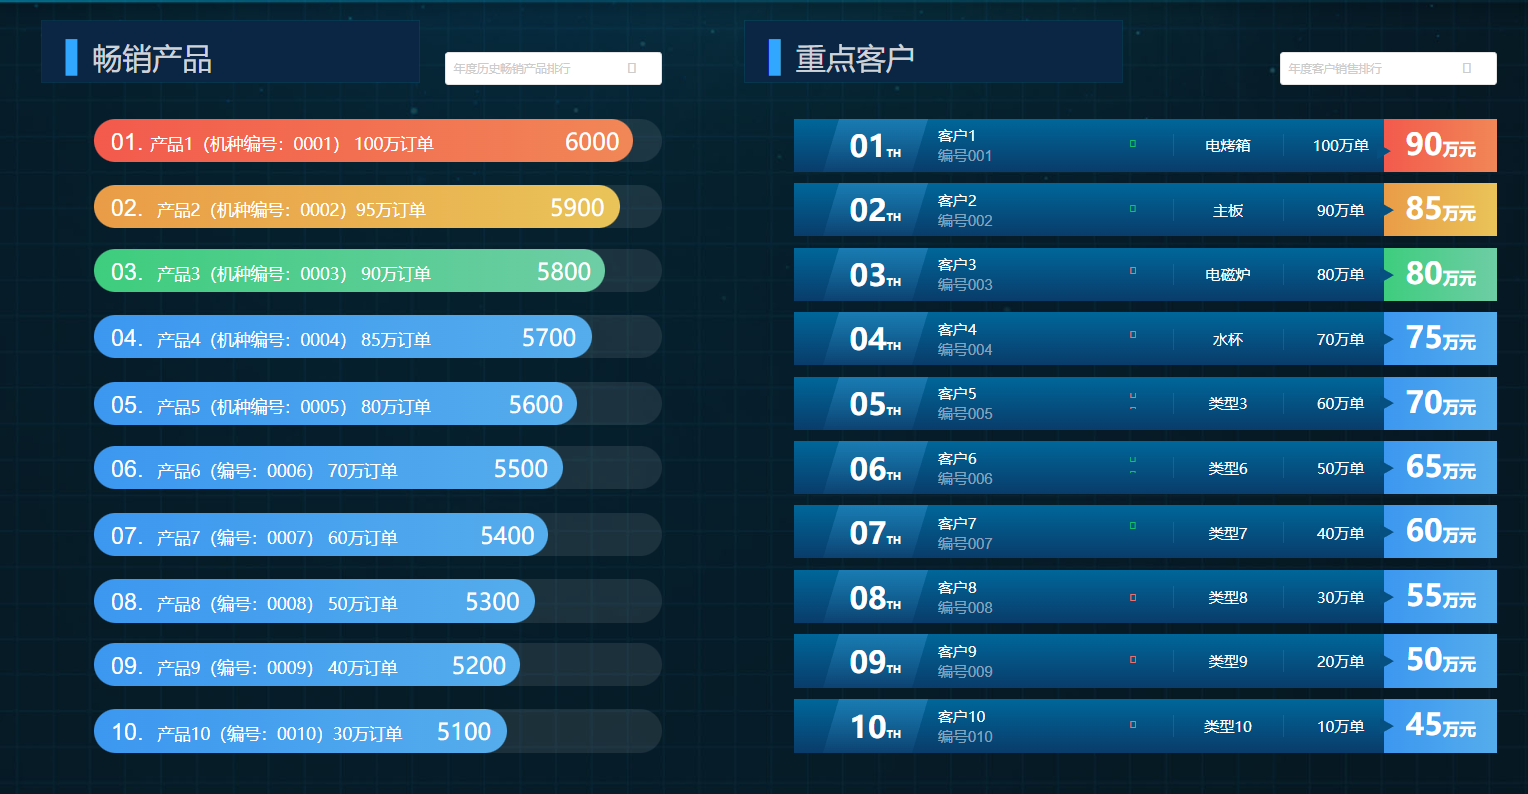 畅销产品
年度历史畅销产品排行
01. 产品1（机种编号：0001） 100万订单 6000
02. 产品2（机种编号：0002）95万订单 5900
03. 产品3（机种编号：0003） 90万订单 5800
04. 产品4（机种编号：0004） 85万订单 5700
05. 产品5（机种编号：0005） 80万订单 5600
06. 产品6（编号：0006） 70万订单 5500
07. 产品7（编号：0007） 60万订单 5400
08. 产品8（编号：0008） 50万订单 5300
09. 产品9（编号：0009） 40万订单 5200
10. 产品10（编号：0010）30万订单 5100
重点客户
年度客户销售排行
01TH 客户1 电烤箱 100万单 90万元
编号001
02TH 客户2 主板 90万单 85万元
编号002
03TH 客户3 电磁炉 80万单 80万元
编号003
04TH 客户4 水杯 70万单 75万元
编号004
05TH 客户5 类型3 60万单 70万元
编号005
06TH 客户6 类型6 50万单 65万元
编号006
07TH 客户7 类型7 40万单 60万元
编号007
08TH 客户8 类型8 30万单 55万元
编号008
09TH 客户9 类型9 20万单 50万元
编号009
10TH 客户10 类型10 10万单 45万元
编号010